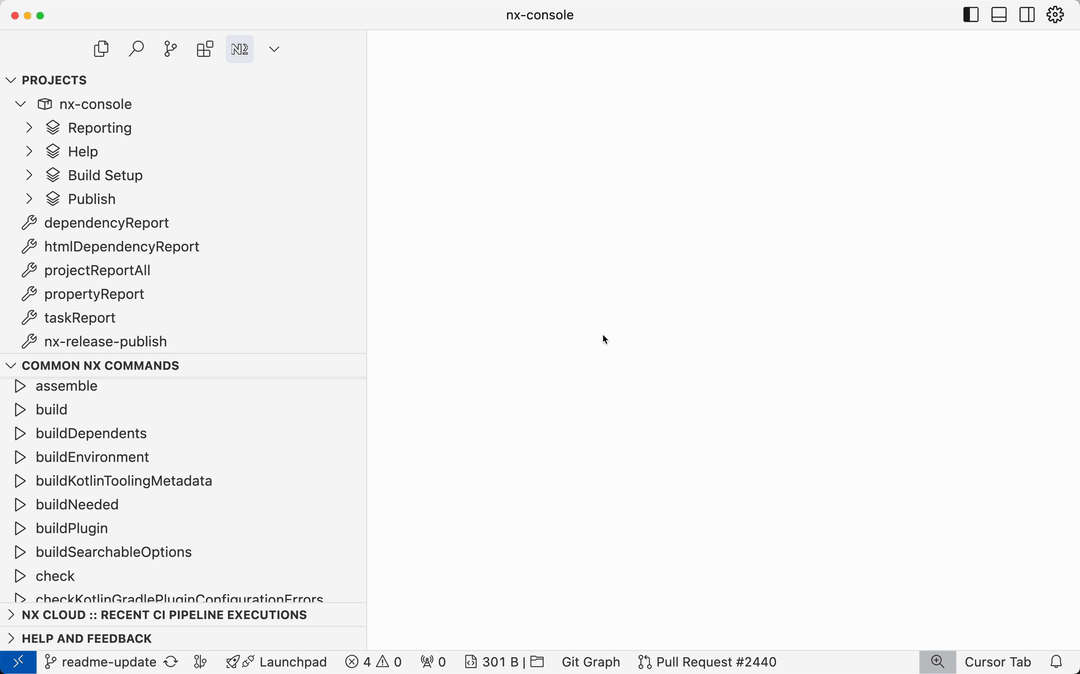 nx-console
PROJECTS
nx-console
Reporting
Help
Build Setup
Publish
dependencyReport
htmlDependencyReport
projectReportAll
propertyReport
taskReport
nx-release-publish
COMMON NX COMMANDS
assemble
build
buildDependents
buildEnvironment
buildKotlinToolingMetadata
buildNeeded
buildPlugin
buildSearchableOptions
check
checkKotlinGradlePluginConfigurationErrors
NX CLOUD :: RECENT CI PIPELINE EXECUTIONS
HELP AND FEEDBACK
readme-update Launchpad 4 0 0 301 B | Git Graph Pull Request #2440 Cursor Tab